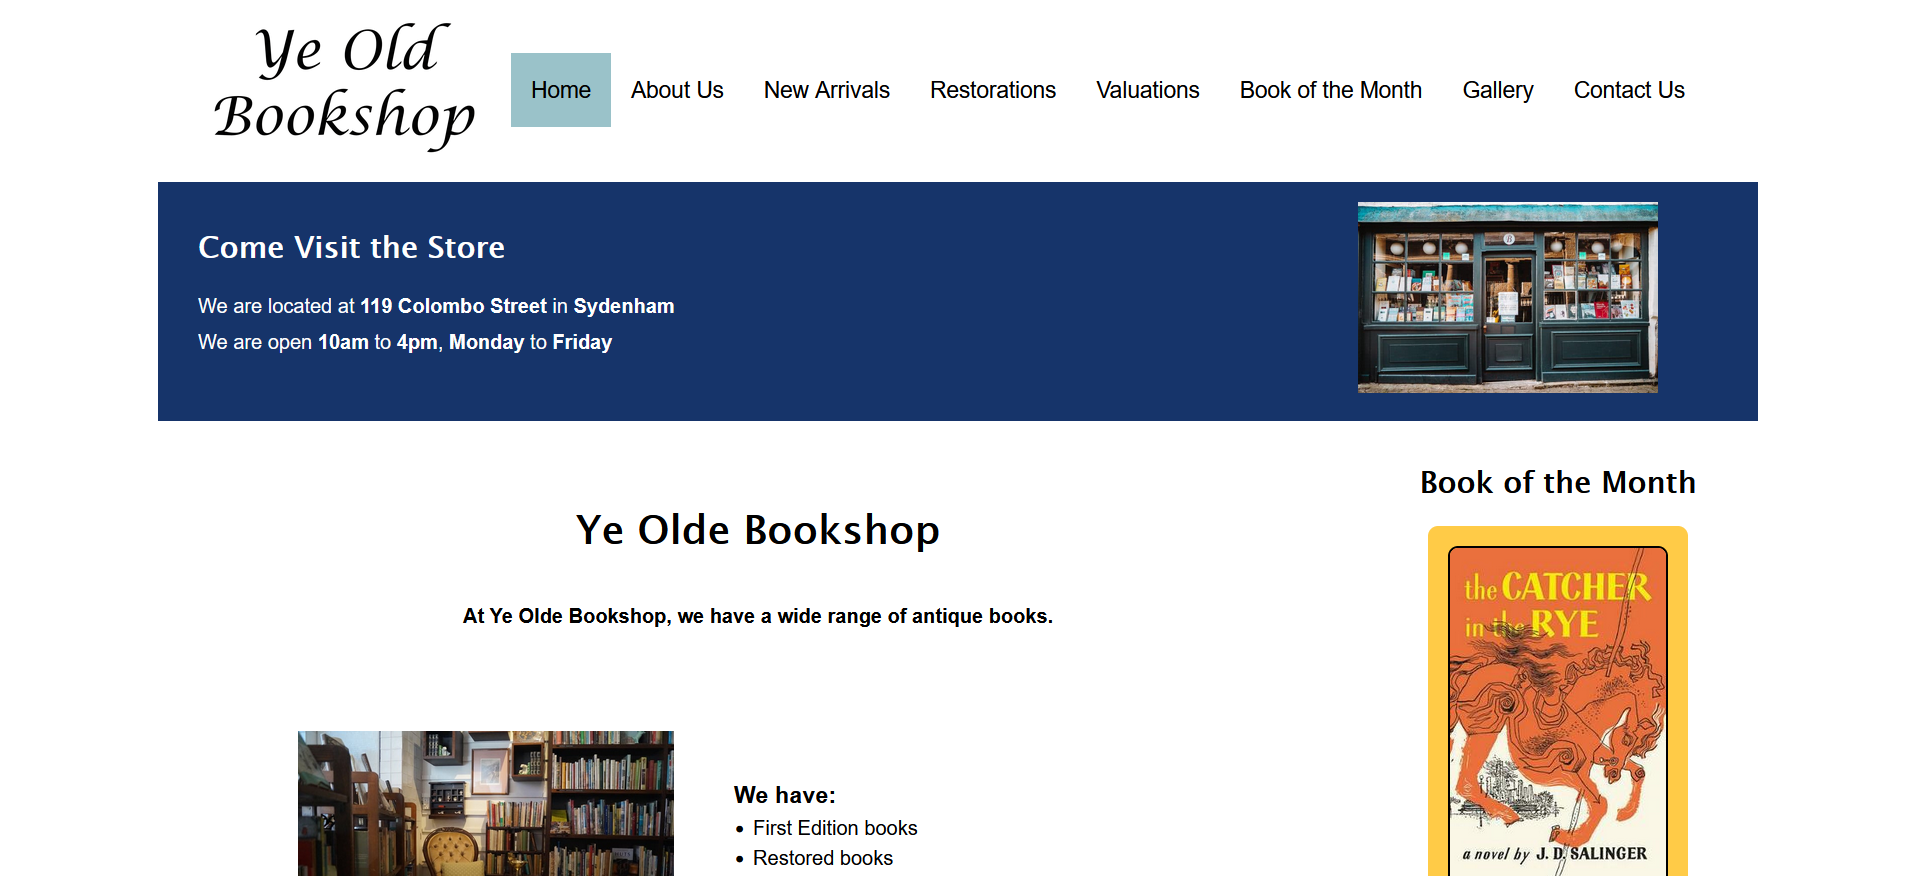 Ye Old
Bookshop
Home About Us New Arrivals Restorations Valuations Book of the Month Gallery Contact Us
Come Visit the Store
We are located at 119 Colombo Street in Sydenham
We are open 10am to 4pm, Monday to Friday
Book of the Month
Ye Olde Bookshop
At Ye Olde Bookshop, we have a wide range of antique books.
the CATCHER
in the RYE
We have:
• First Edition books
• Restored books
a novel by J. D. SALINGER